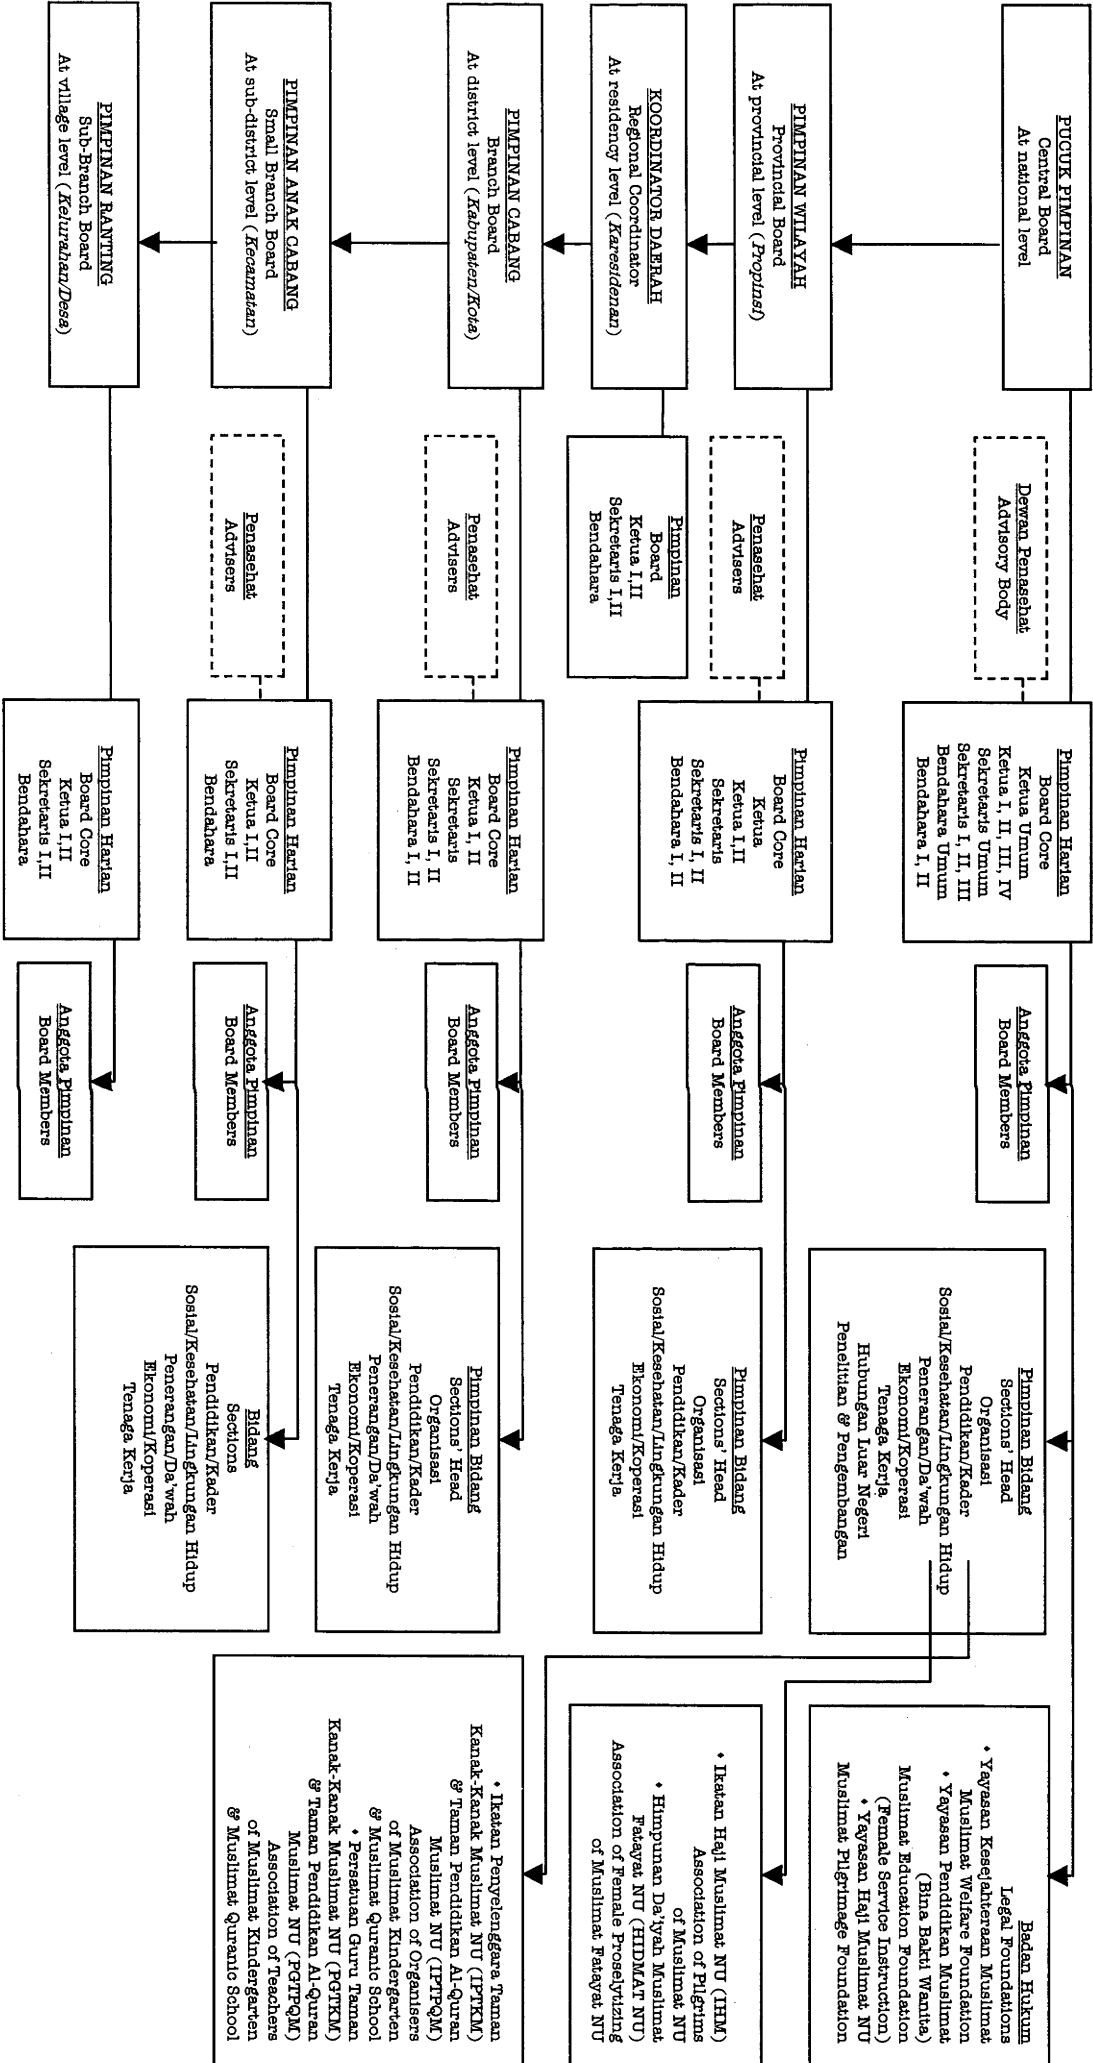 PUCUK PIMPINAN
Central Board
At national level
Dewan Penasehat
Advisory Body
Pimpinan Harian
Board Core
Ketua Umum
Ketua I, II, III, IV
Sekretaris Umum
Sekretaris I, II, III
Bendahara Umum
Bendahara I, II
Anggota Pimpinan
Board Members
Pimpinan Bidang
Sections' Head
Organisasi
Pendidikan/Kader
Sosial/Kesehatan/Lingkungan Hidup
Penerangan/Da'wah
Ekonomi/Koperasi
Tenaga Kerja
Hubungan Luar Negeri
Penelitian & Pengembangan
Badan Hukum
Legal Foundations
• Yayasan Kesejahteraan Muslimat
Muslimat Welfare Foundation
• Yayasan Pendidikan Muslimat
(Bina Bakti Wanita)
Muslimat Education Foundation
(Female Service Instruction)
• Yayasan Haji Muslimat NU
Muslimat Pilgrimage Foundation
PIMPINAN WILAYAH
Provincial Board
At provincial level (Propinsi)
Penasehat
Advisers
Pimpinan Harian
Board Core
Ketua
Ketua I,II
Sekretaris
Sekretaris I, II
Bendahara I, II
Anggota Pimpinan
Board Members
Pimpinan Bidang
Sections' Head
Organisasi
Pendidikan/Kader
Sosial/Kesehatan/Lingkungan Hidup
Penerangan/Da'wah
Ekonomi/Koperasi
Tenaga Kerja
• Ikatan Haji Muslimat NU (IHM)
Association of Pilgrims
of Muslimat NU
• Himpunan Da'iyah Muslimat
Fatayat NU (HIDMAT NU)
Association of Female Proselytizing
of Muslimat Fatayat NU
KOORDINATOR DAERAH
Regional Coordinator
At residency level (Karesidenan)
Pimpinan
Board
Ketua I,II
Sekretaris I,II
Bendahara
PIMPINAN CABANG
Branch Board
At district level (Kabupaten/Kota)
Penasehat
Advisers
Pimpinan Harian
Board Core
Ketua I, II
Sekretaris
Sekretaris I, II
Bendahara I, II
Anggota Pimpinan
Board Members
Pimpinan Bidang
Sections' Head
Organisasi
Pendidikan/Kader
Sosial/Kesehatan/Lingkungan Hidup
Penerangan/Da'wah
Ekonomi/Koperasi
Tenaga Kerja
• Ikatan Penyelenggara Taman
Kanak-Kanak Muslimat NU (IPTKM)
& Taman Pendidikan Al-Quran
Muslimat NU (IPTPQM)
Association of Organisers
of Muslimat Kindergarten
& Muslimat Quranic School
• Persatuan Guru Taman
Kanak-Kanak Muslimat NU (PGTKM)
& Taman Pendidikan Al-Quran
Muslimat NU (PGTPQM)
Association of Teachers
of Muslimat Kindergarten
& Muslimat Quranic School
PIMPINAN ANAK CABANG
Small Branch Board
At sub-district level (Kecamatan)
Penasehat
Advisers
Pimpinan Harian
Board Core
Ketua I,II
Sekretaris I,II
Bendahara
Anggota Pimpinan
Board Members
Bidang
Sections
Pendidikan/Kader
Sosial/Kesehatan/Lingkungan Hidup
Penerangan/Da'wah
Ekonomi/Koperasi
Tenaga Kerja
PIMPINAN RANTING
Sub-Branch Board
At village level (Kelurahan/Desa)
Pimpinan Harian
Board Core
Ketua I,II
Sekretaris I,II
Bendahara
Anggota Pimpinan
Board Members